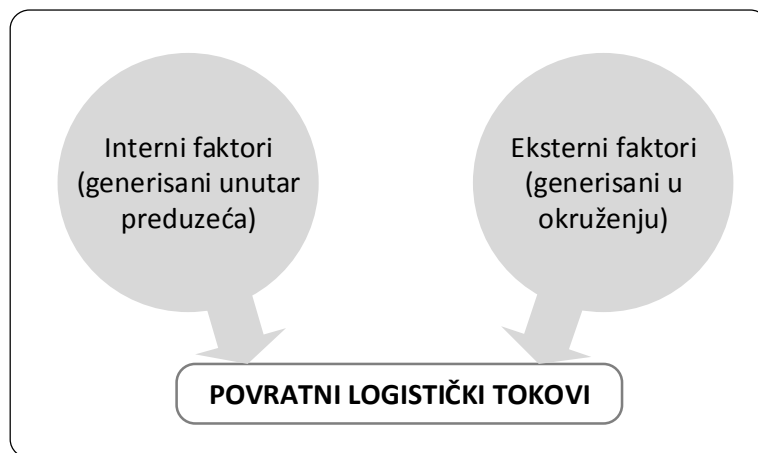 Interni faktori
(generisani unutar
preduzeća)
Eksterni faktori
(generisani u
okruženju)
POVRATNI LOGISTIČKI TOKOVI